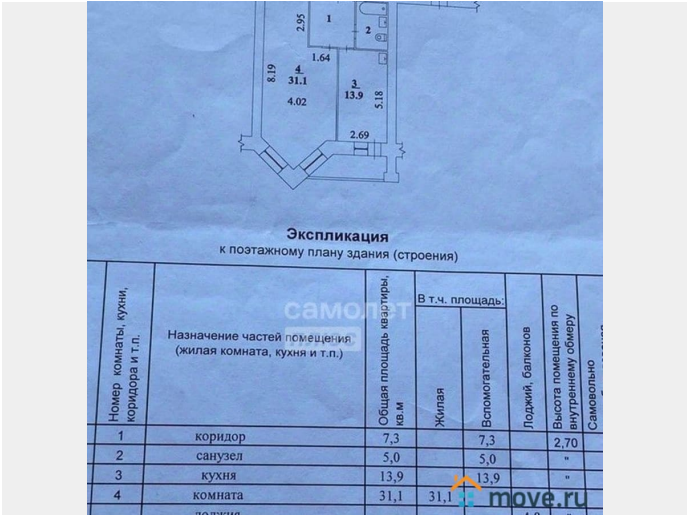 1
2
2.95
1.64
4
31.1
8.19
4.02
3
13.9
5.18
2.69
Экспликация
к поэтажному плану здания (строения)
Номер комнаты, кухни, коридора и т.п.
Назначение частей помещения
(жилая комната, кухня и т.п.)
Общая площадь квартиры, кв.м
В т.ч. площадь:
Жилая
Вспомогательная
Лоджий, балконов
Высота помещения по внутреннему обмеру
Самовольно
самолет
плюс
1 коридор 7,3 7,3 2,70
2 санузел 5,0 5,0 "
3 кухня 13,9 13,9 "
4 комната 31,1 31,1 "
лоджия
move.ru